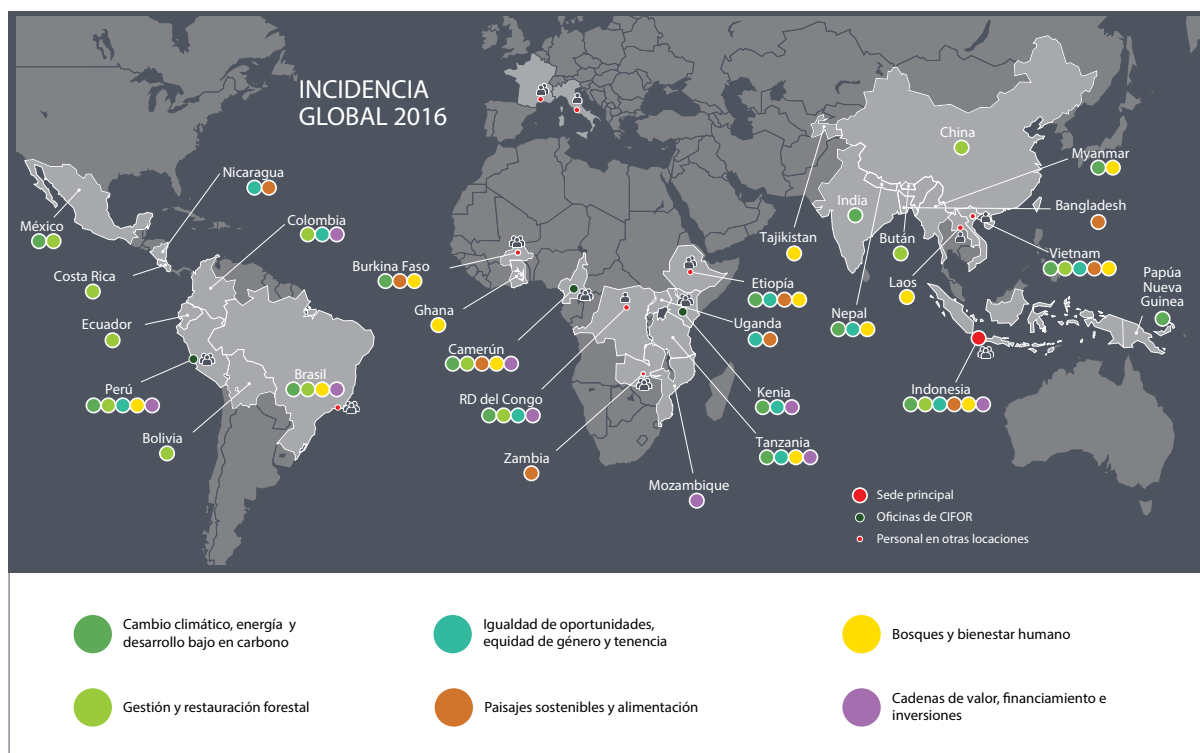 INCIDENCIA
GLOBAL 2016
China
Myanmar
Nicaragua
India
Bangladesh
México
Colombia
Tajikistan
Bután
Vietnam
Costa Rica
Burkina Faso
Etiopía
Laos
Papúa
Nueva
Guinea
Ghana
Nepal
Ecuador
Uganda
Camerún
Perú
Brasil
Kenia
Indonesia
RD del Congo
Bolivia
Tanzania
Zambia
Mozambique
Sede principal
Oficinas de CIFOR
Personal en otras locaciones
Cambio climático, energía y
desarrollo bajo en carbono
Igualdad de oportunidades,
equidad de género y tenencia
Bosques y bienestar humano
Gestión y restauración forestal
Paisajes sostenibles y alimentación
Cadenas de valor, financiamiento e
inversiones